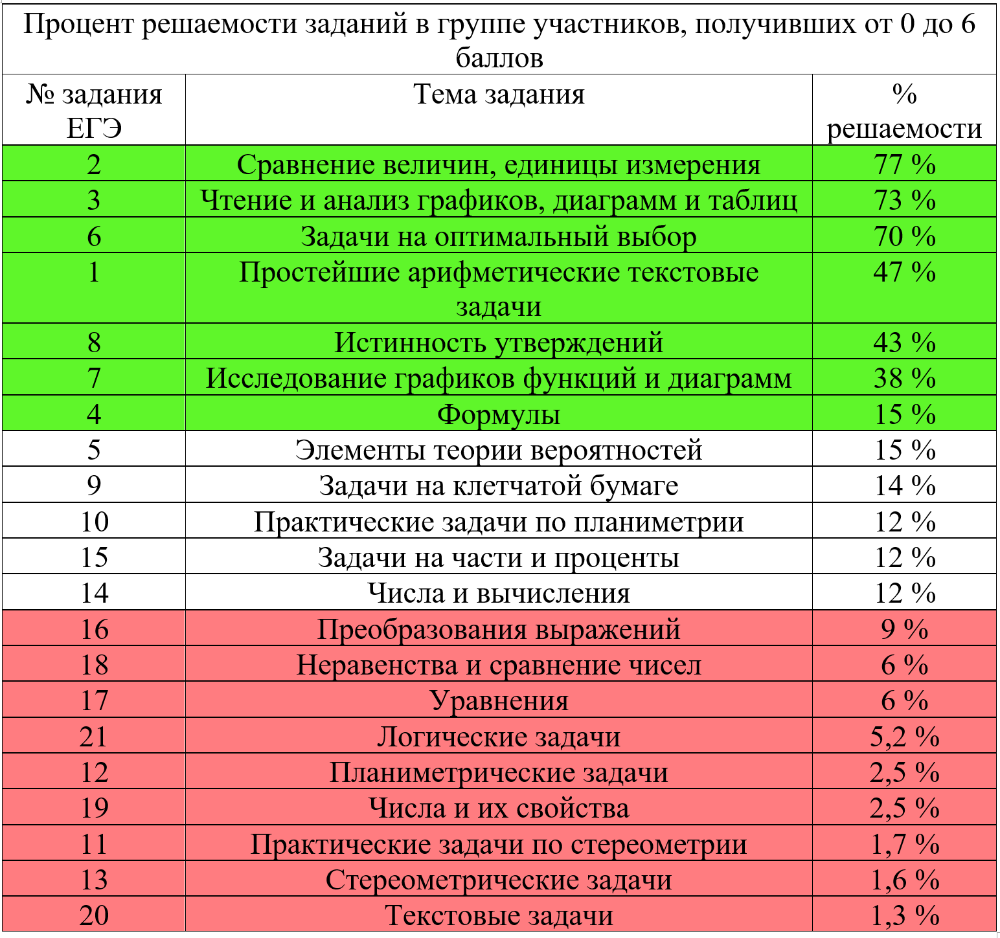 Процент решаемости заданий в группе участников, получивших от 0 до 6
баллов
№ задания
ЕГЭ
Тема задания
%
решаемости
2 Сравнение величин, единицы измерения 77 %
3 Чтение и анализ графиков, диаграмм и таблиц 73 %
6 Задачи на оптимальный выбор 70 %
1 Простейшие арифметические текстовые 47 %
задачи
8 Истинность утверждений 43 %
7 Исследование графиков функций и диаграмм 38 %
4 Формулы 15 %
5 Элементы теории вероятностей 15 %
9 Задачи на клетчатой бумаге 14 %
10 Практические задачи по планиметрии 12 %
15 Задачи на части и проценты 12 %
14 Числа и вычисления 12 %
16 Преобразования выражений 9 %
18 Неравенства и сравнение чисел 6 %
17 Уравнения 6 %
21 Логические задачи 5,2 %
12 Планиметрические задачи 2,5 %
19 Числа и их свойства 2,5 %
11 Практические задачи по стереометрии 1,7 %
13 Стереометрические задачи 1,6 %
20 Текстовые задачи 1,3 %